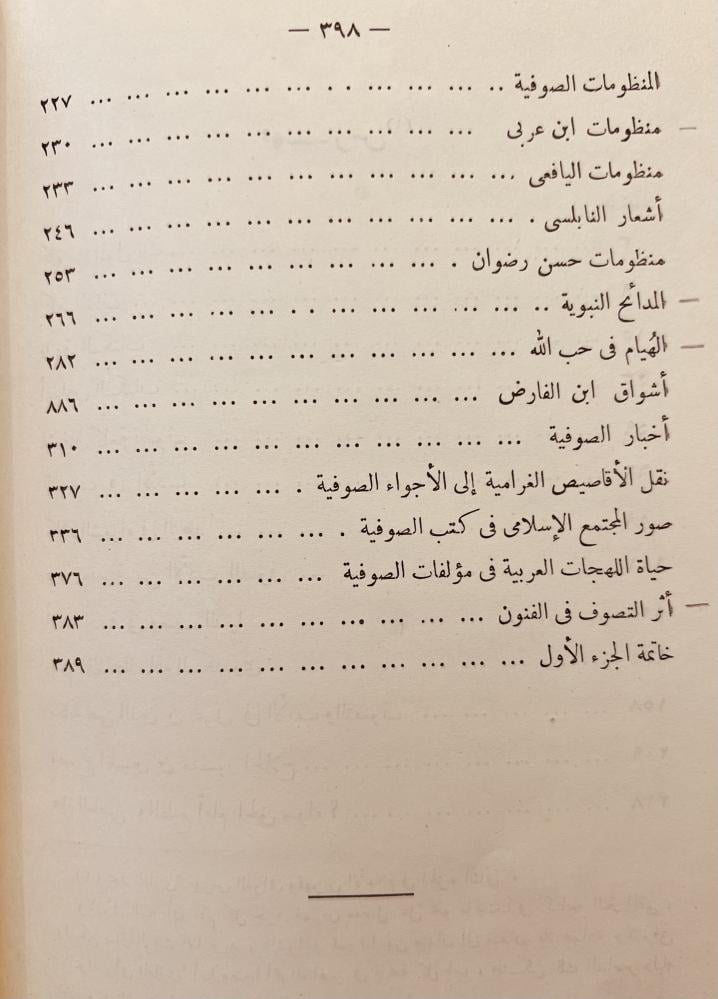 — ٣٩٨ —
المنظومات الصوفية .. ... ... ... ... . . ... ... ... ... ... ... ٢٢٧
منظومات ابن عربى ... ... ... ... ... ... ... ... ... ... ٢٣٠
منظومات اليافعى ... ... ... ... ... ... ... ... ... ... ... ٢٣٣
أشعار النابلسى . ... ... ... ... ... ... ... ... ... ... ... ٢٤٦
منظومات حسن رضوان . ... ... ... ... ... ... ... ... ... ٢٥٣
المدائح النبوية .. ... ... ... ... ... . . ... ... ... ... ... ٢٦٦
الهُيام فى حب الله ... ... ... ... ... ... ... ... ... ... ... ٢٨٢
أشواق ابن الفارض ... ... ... ... ... ... ... ... ... ... ٨٨٦
أخبار الصوفية ... ... ... ... ... ... ... ... ... ... ... ٣١٠
نقل الأقاصيص الغرامية إلى الأجواء الصوفية . ... ... ... ... ... ٣٢٧
صور المجتمع الإسلامى فى كتب الصوفية . ... ... ... ... ... ... ٣٣٦
حياة اللهجات العربية فى مؤلفات الصوفية ... ... ... ... ... ... ٣٧٦
أثر التصوف فى الفنون ... ... ... ... ... ... ... ... ... ... ٣٨٣
خاتمة الجزء الأول ... ... ... ... ... ... ... ... ... ... ... ٣٨٩